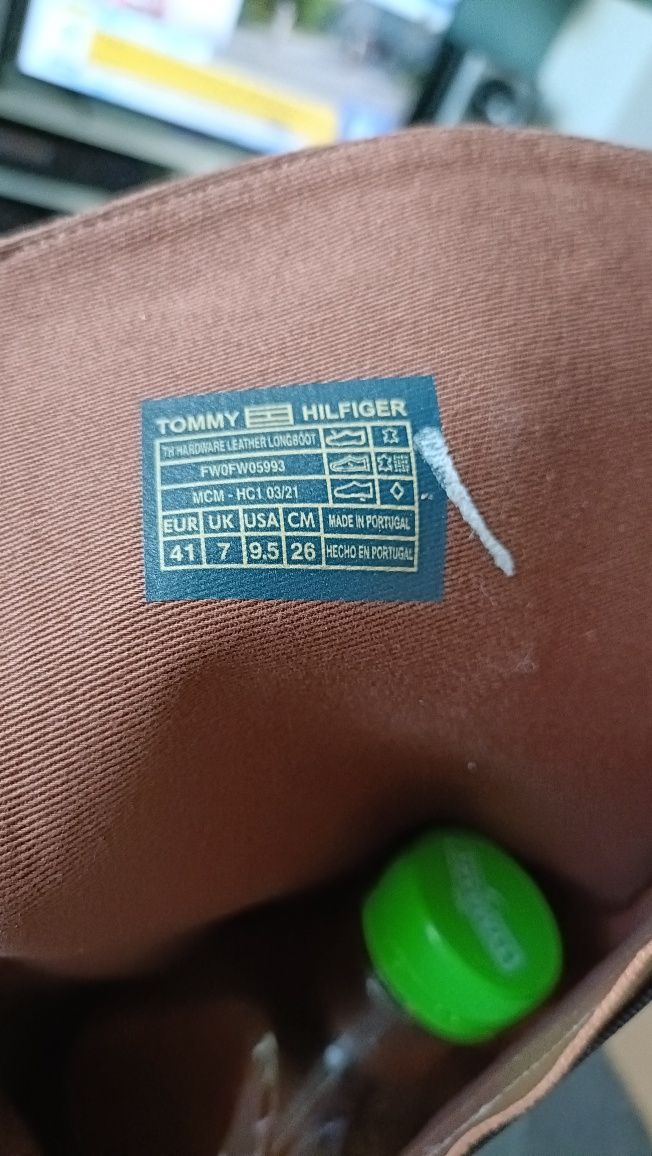 TOMMY HILFIGER
TH HARDWARE LEATHER LONGBOOT
FW0FW05993
MCM - HC1 03/21
EUR UK USA CM MADE IN PORTUGAL
41 7 9.5 26 HECHO EN PORTUGAL